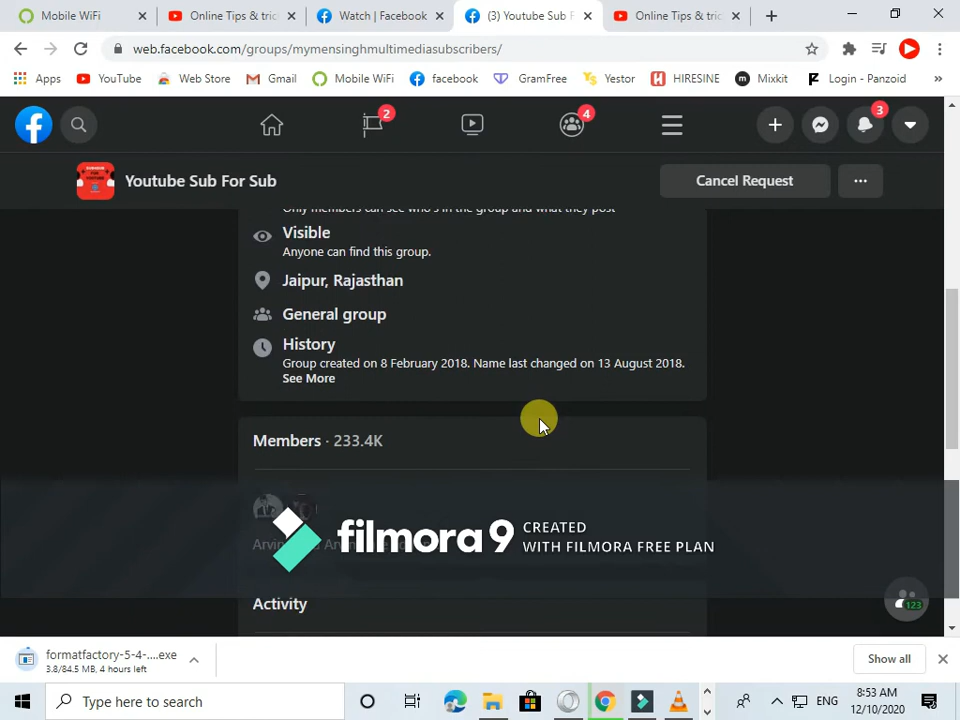 Mobile WiFi
Online Tips & tric
Watch | Facebook
(3) Youtube Sub F
Online Tips & tric
web.facebook.com/groups/mymensinghmultimediasubscribers/
Apps
YouTube
Web Store
Gmail
Mobile WiFi
facebook
GramFree
Yestor
HIRESINE
Mixkit
Login - Panzoid
»
2
4
3
Youtube Sub For Sub
Cancel Request
Only members can see who's in the group and what they post
Visible
Anyone can find this group.
Jaipur, Rajasthan
General group
History
Group created on 8 February 2018. Name last changed on 13 August 2018.
See More
Members · 233.4K
filmora9
CREATED
WITH FILMORA FREE PLAN
Activity
123
formatfactory-5-4-....exe
3.8/84.5 MB, 4 hours left
Show all
Type here to search
ENG
8:53 AM
12/10/2020